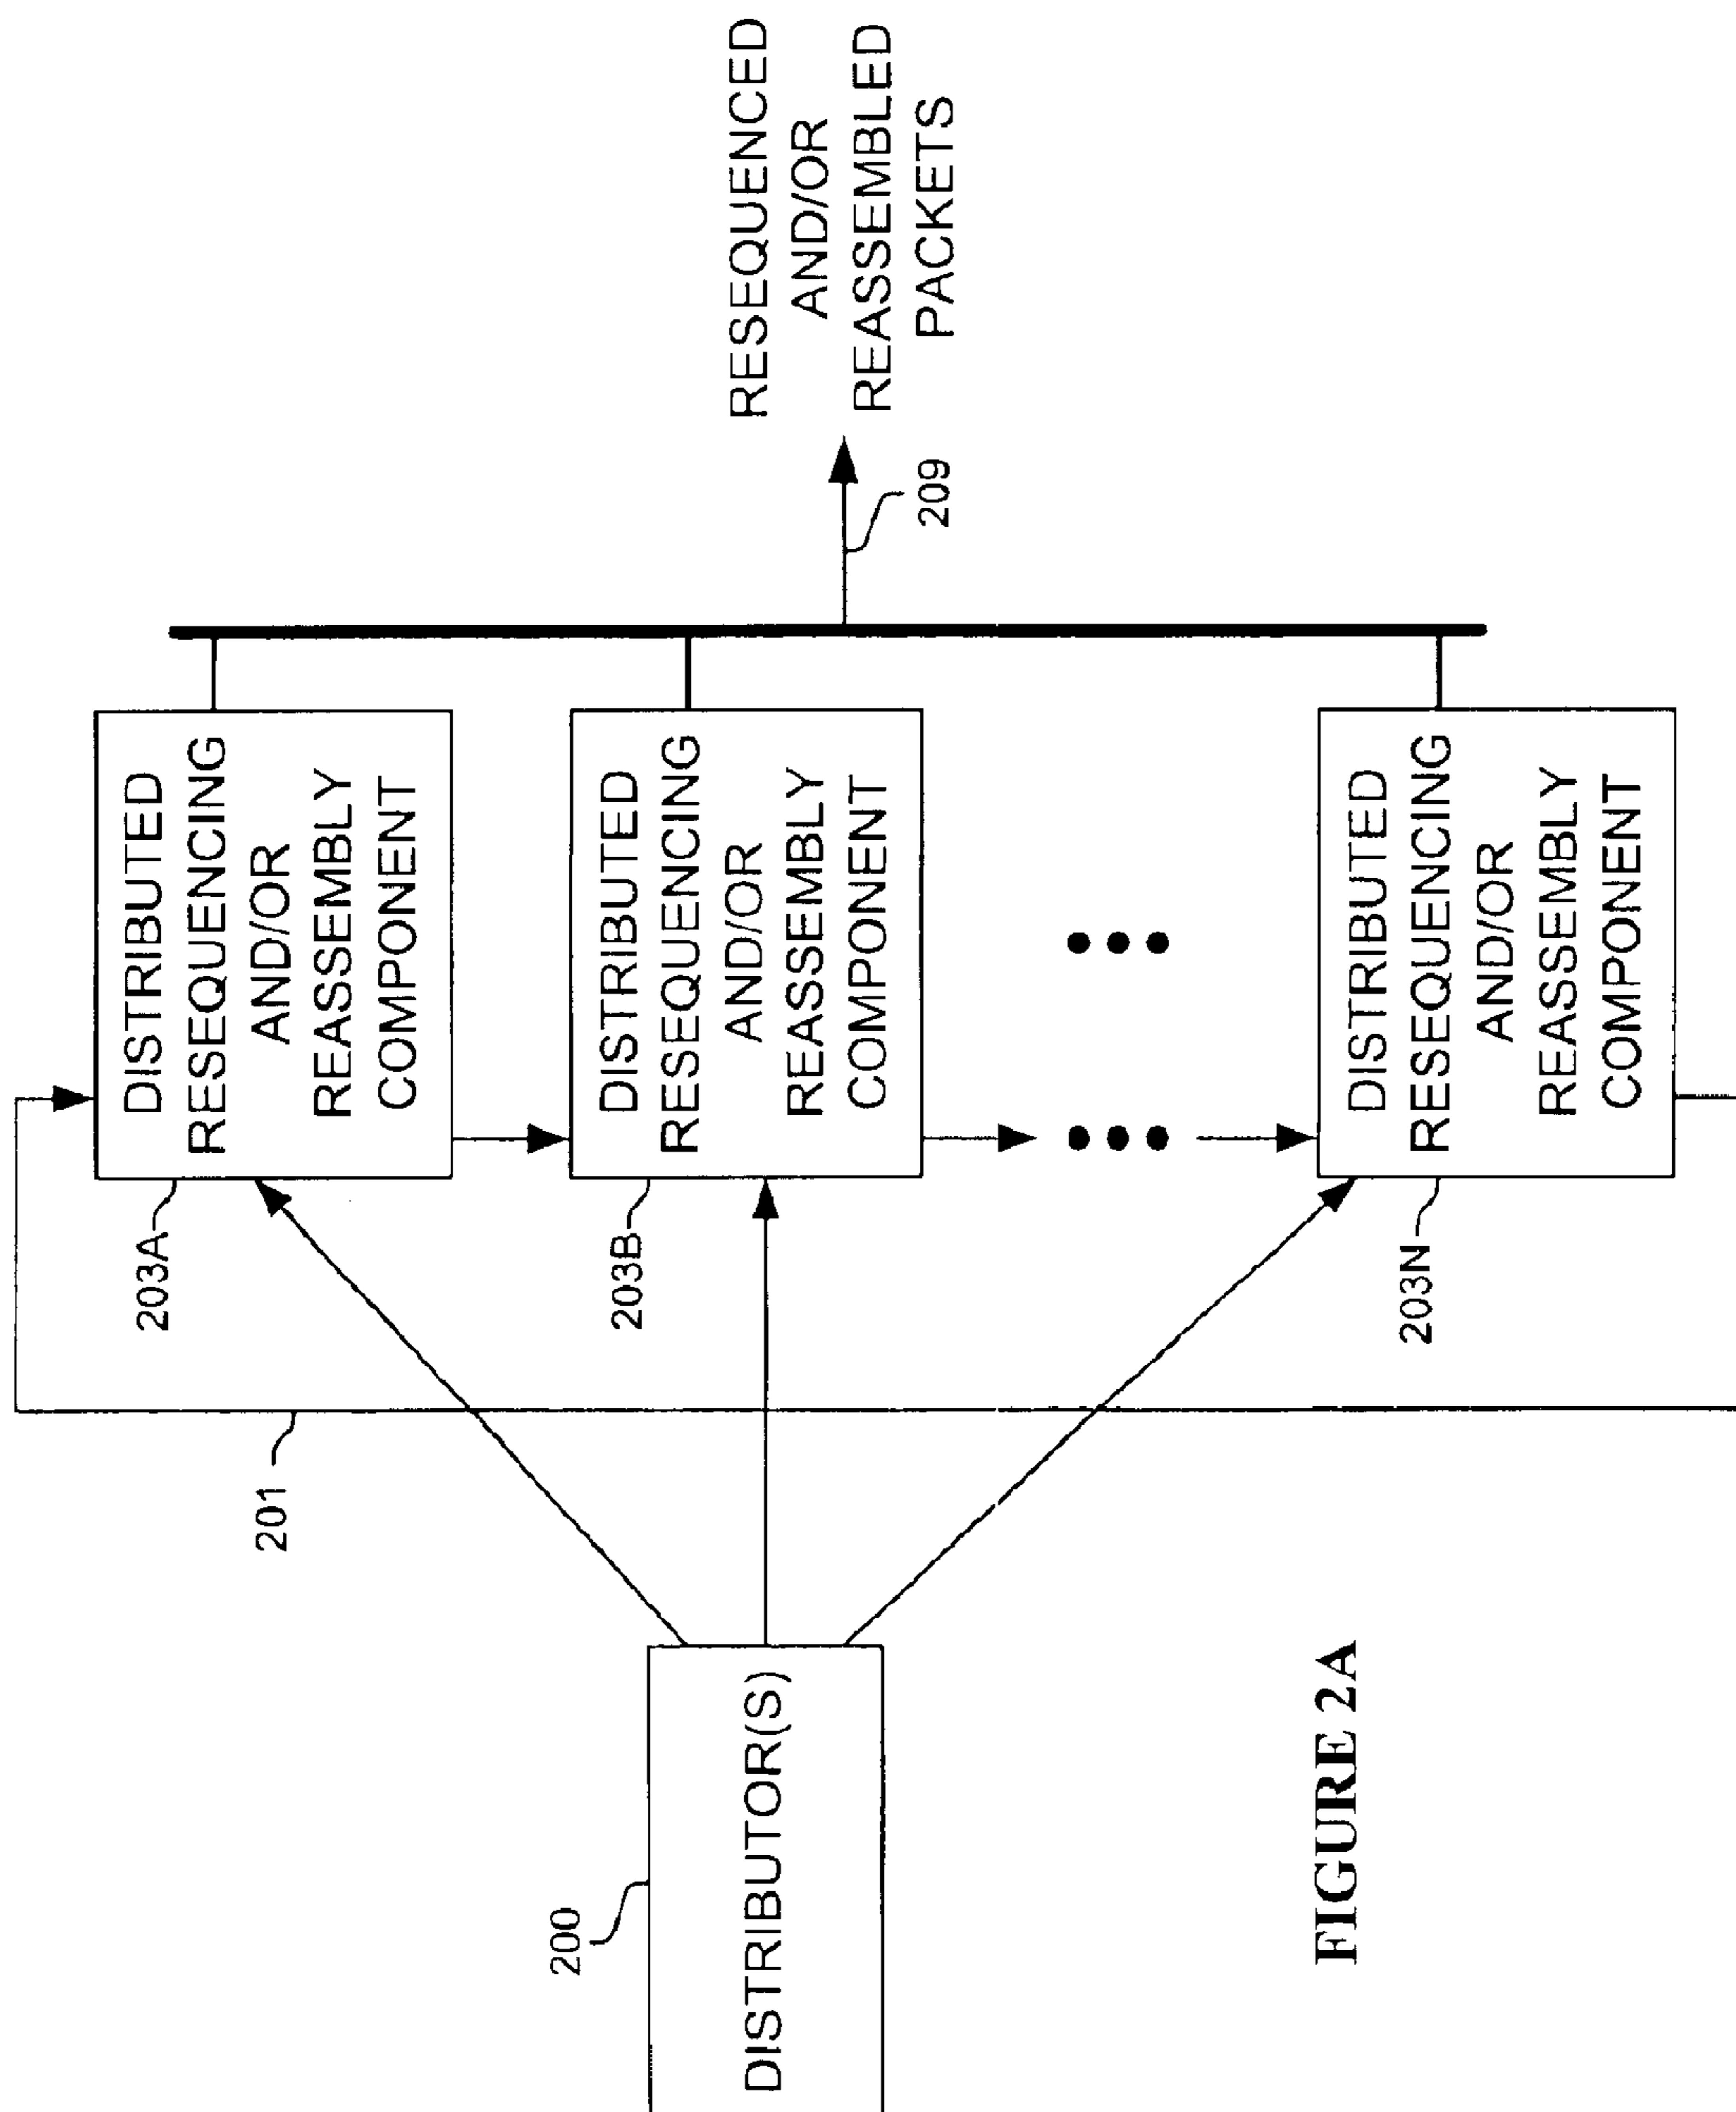 200
DISTRIBUTOR(S)
201
203A
DISTRIBUTED
RESEQUENCING
AND/OR
REASSEMBLY
COMPONENT
203B
DISTRIBUTED
RESEQUENCING
AND/OR
REASSEMBLY
COMPONENT
203N
DISTRIBUTED
RESEQUENCING
AND/OR
REASSEMBLY
COMPONENT
209
RESEQUENCED
AND/OR
REASSEMBLED
PACKETS
FIGURE 2A